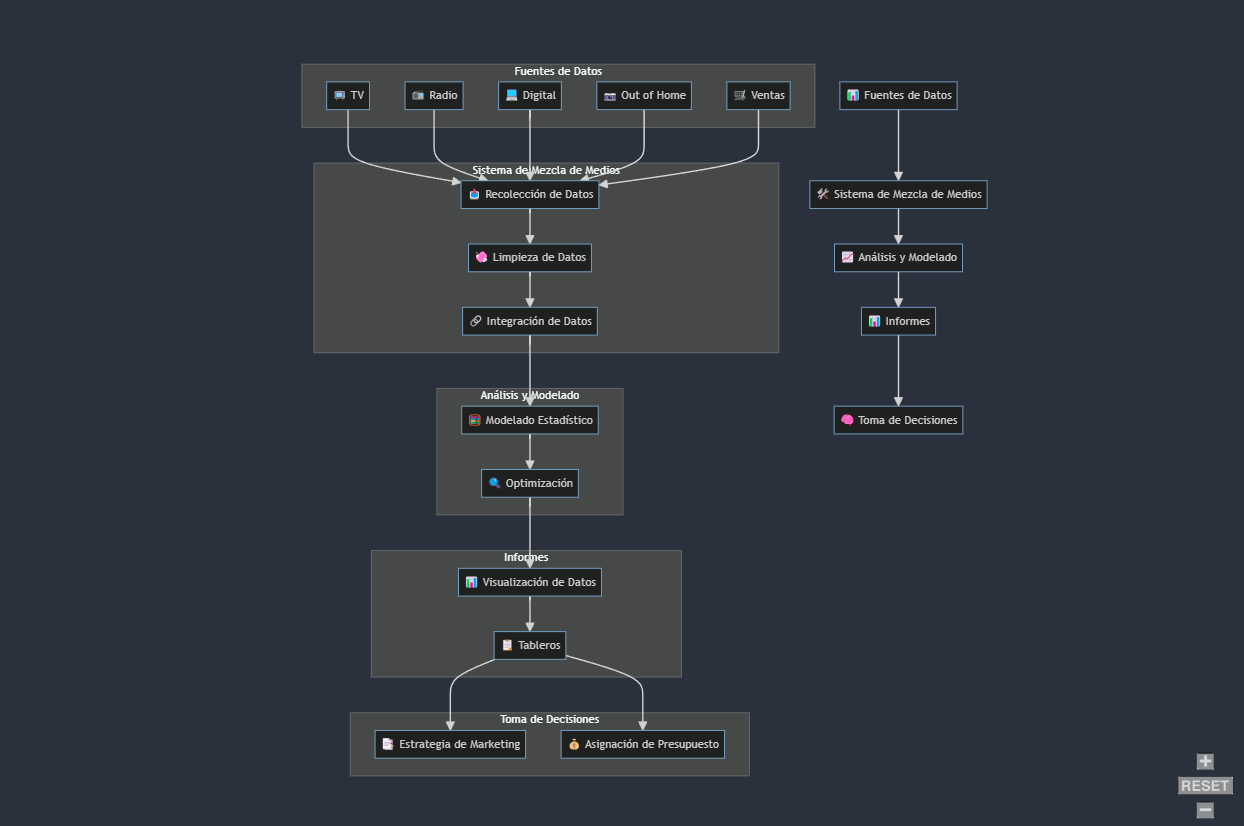 Fuentes de Datos
TV
Radio
Digital
Out of Home
Ventas
Sistema de Mezcla de Medios
Recolección de Datos
Limpieza de Datos
Integración de Datos
Análisis y Modelado
Modelado Estadístico
Optimización
Informes
Visualización de Datos
Tableros
Toma de Decisiones
Estrategia de Marketing
Asignación de Presupuesto
Fuentes de Datos
Sistema de Mezcla de Medios
Análisis y Modelado
Informes
Toma de Decisiones
+
RESET
−